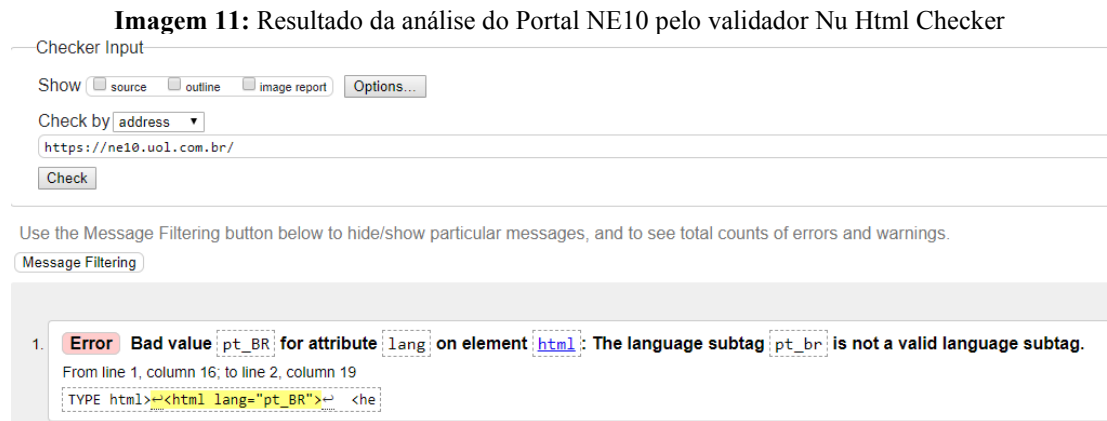 Imagem 11: Resultado da análise do Portal NE10 pelo validador Nu Html Checker
Checker Input
Show source outline image report Options...
Check by address ▼
https://ne10.uol.com.br/
Check
Use the Message Filtering button below to hide/show particular messages, and to see total counts of errors and warnings.
Message Filtering
1. Error Bad value pt_BR for attribute lang on element html: The language subtag pt_br is not a valid language subtag.
From line 1, column 16; to line 2, column 19
TYPE html>↩<html lang="pt_BR">↩ <he